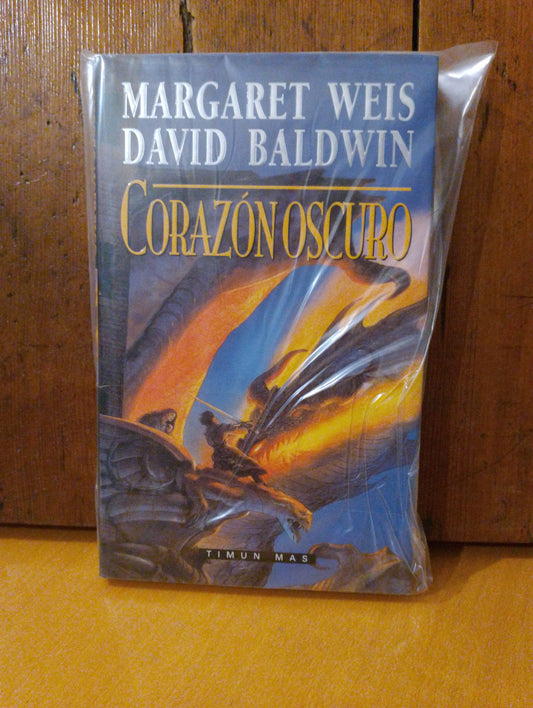 MARGARET WEIS
DAVID BALDWIN
CORAZÓN OSCURO
TIMUN MAS